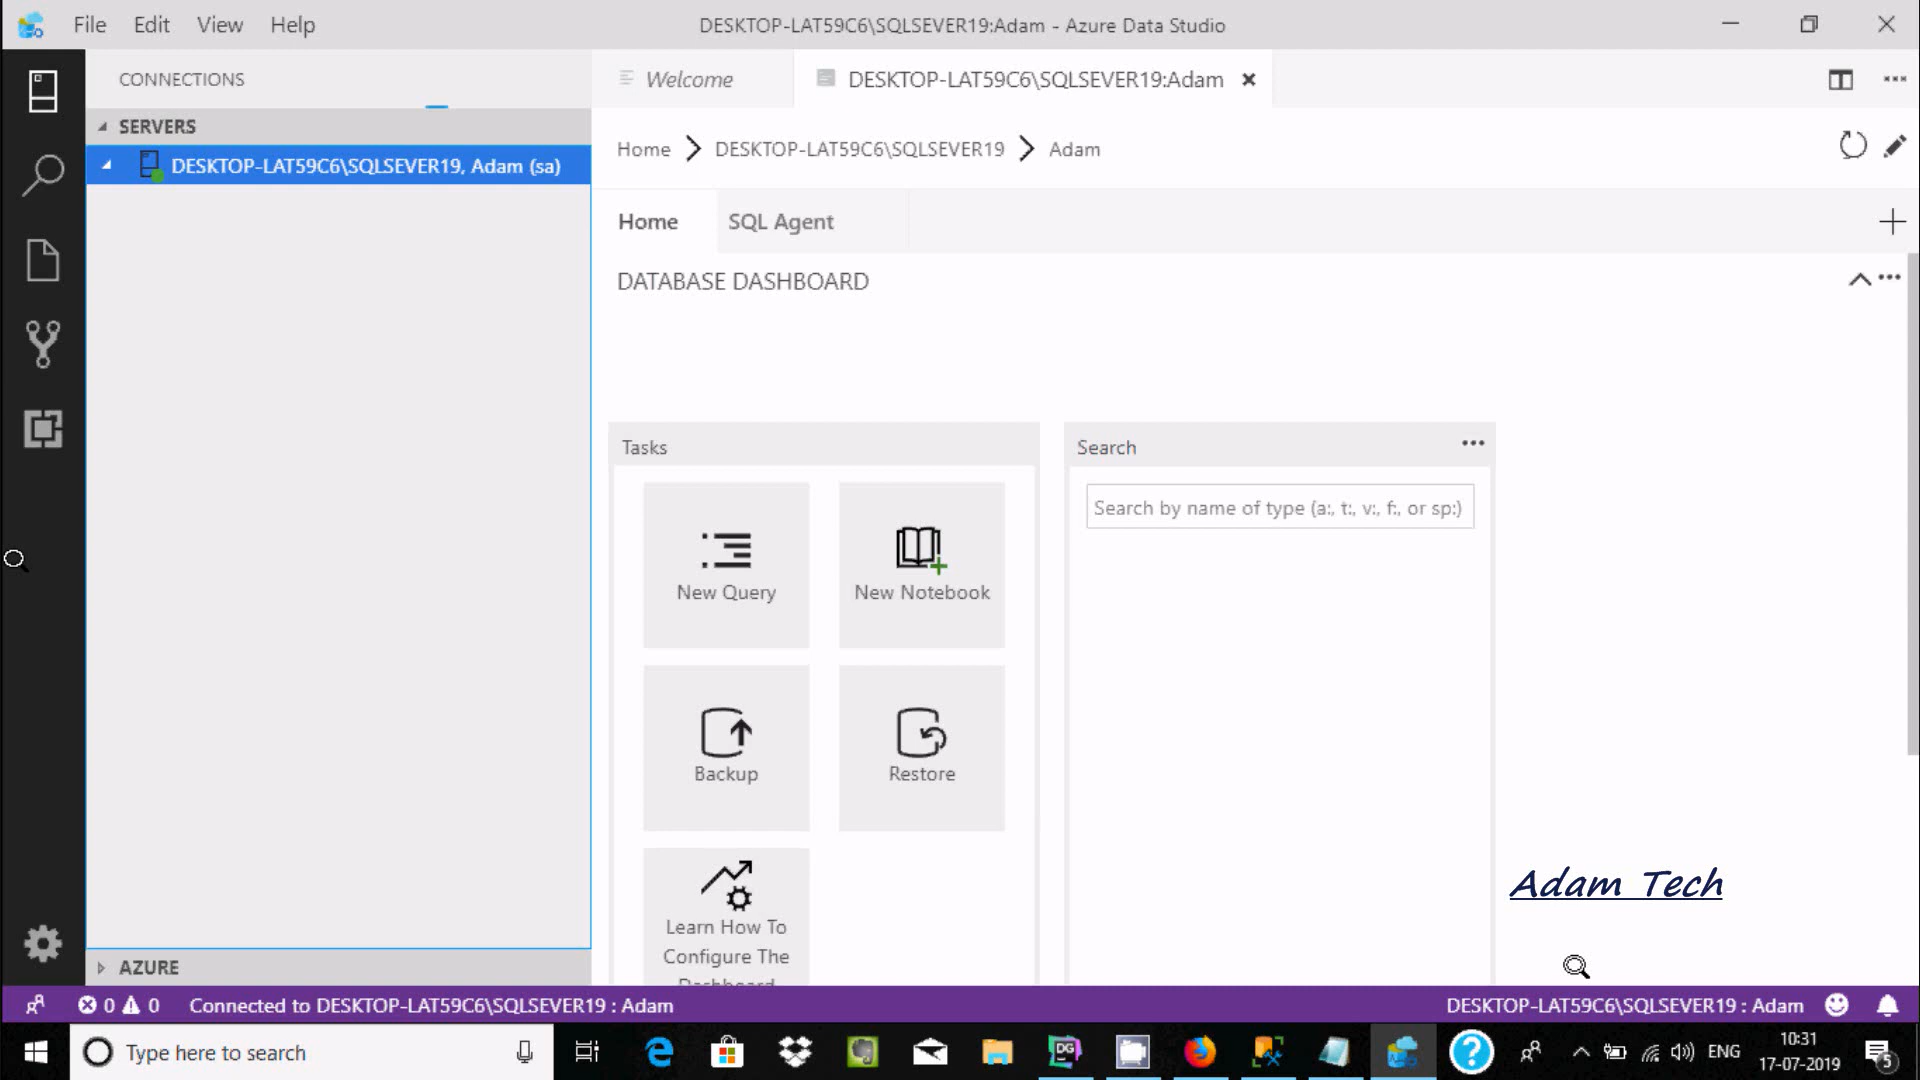 File Edit View Help
DESKTOP-LAT59C6\SQLSEVER19:Adam - Azure Data Studio
CONNECTIONS
Welcome
DESKTOP-LAT59C6\SQLSEVER19:Adam
SERVERS
DESKTOP-LAT59C6\SQLSEVER19, Adam (sa)
Home DESKTOP-LAT59C6\SQLSEVER19 Adam
Home SQL Agent
DATABASE DASHBOARD
Tasks
Search
Search by name of type (a:, t:, v:, f:, or sp:)
New Query
New Notebook
Backup
Restore
Learn How To
Configure The
Dashboard
Adam Tech
AZURE
0 0 Connected to DESKTOP-LAT59C6\SQLSEVER19 : Adam
DESKTOP-LAT59C6\SQLSEVER19 : Adam
Type here to search
DG
ENG
10:31
17-07-2019
5